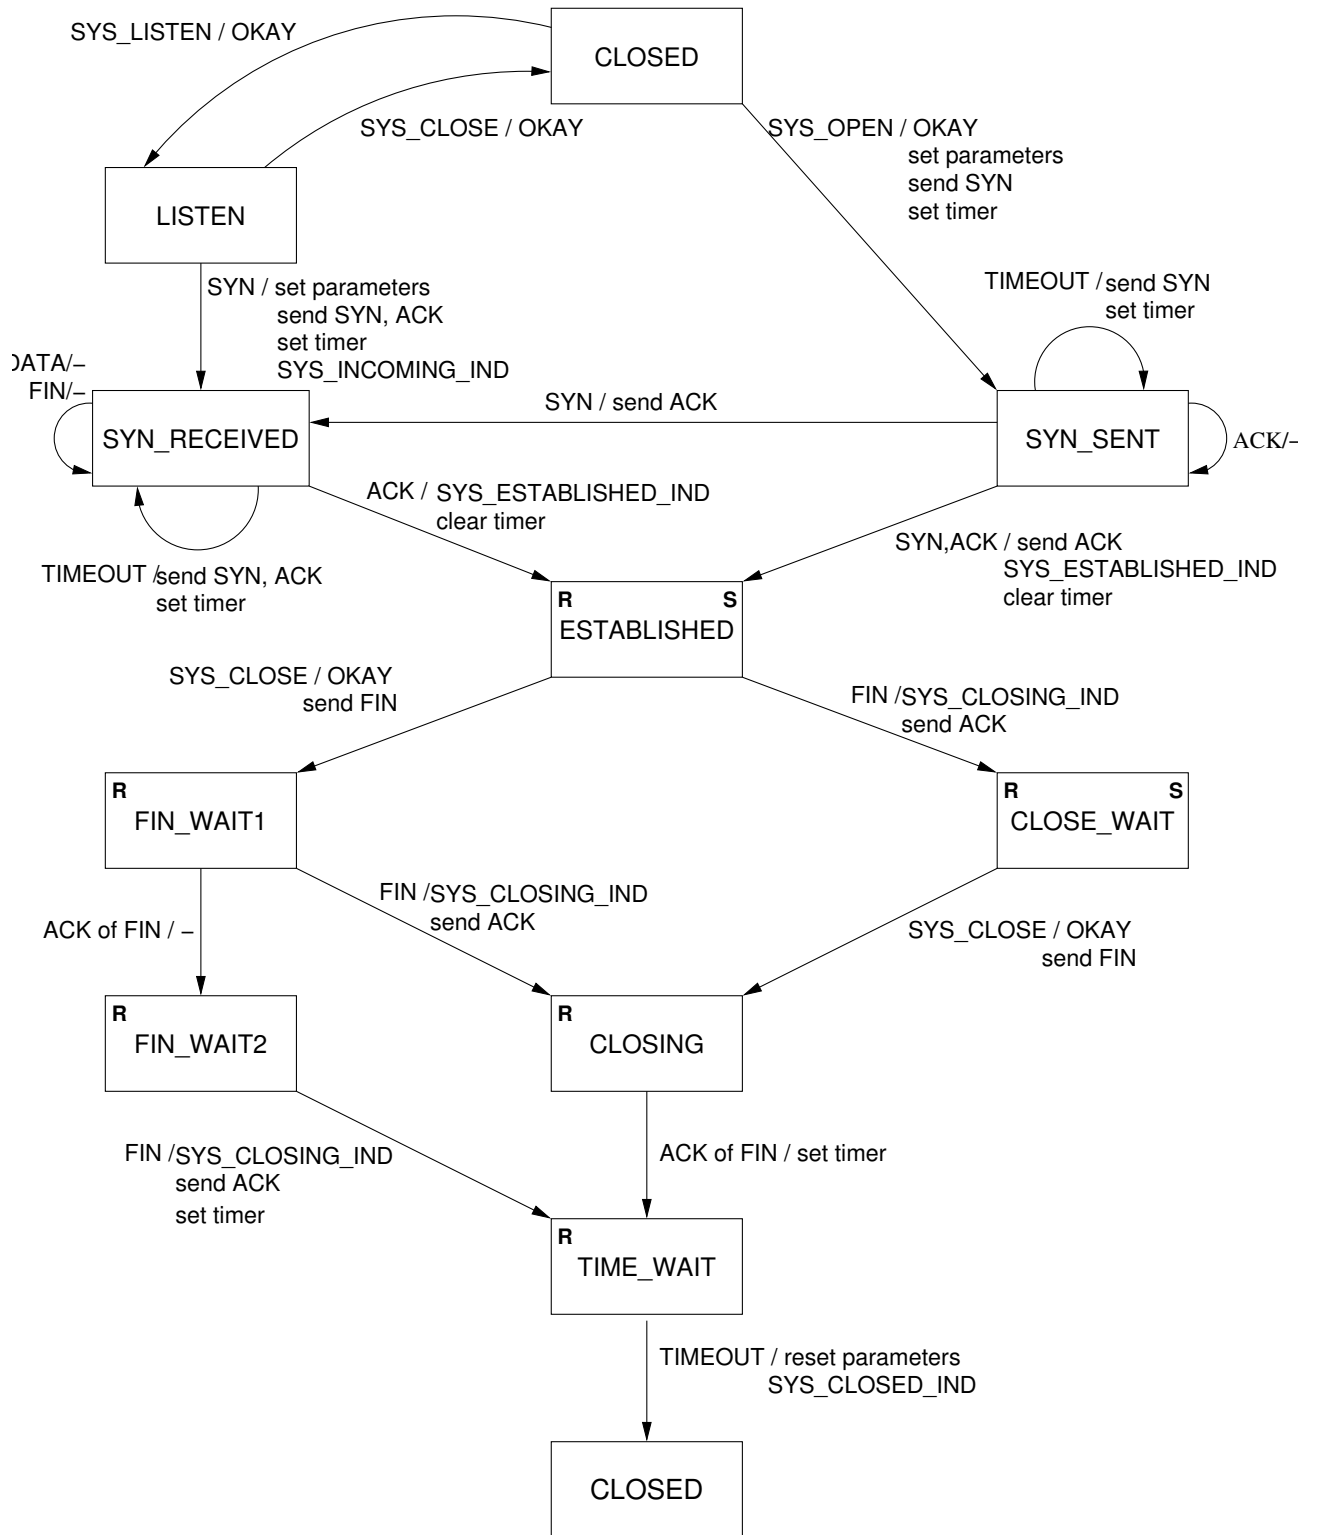 SYS_LISTEN / OKAY
CLOSED
SYS_CLOSE / OKAY
SYS_OPEN / OKAY
set parameters
send SYN
set timer
LISTEN
SYN / set parameters
send SYN, ACK
set timer
SYS_INCOMING_IND
TIMEOUT / send SYN
set timer
DATA/–
FIN/–
SYN_RECEIVED
SYN / send ACK
SYN_SENT
ACK/-
ACK / SYS_ESTABLISHED_IND
clear timer
TIMEOUT / send SYN, ACK
set timer
SYN,ACK / send ACK
SYS_ESTABLISHED_IND
clear timer
R S
ESTABLISHED
SYS_CLOSE / OKAY
send FIN
FIN / SYS_CLOSING_IND
send ACK
R
FIN_WAIT1
R S
CLOSE_WAIT
FIN / SYS_CLOSING_IND
send ACK
ACK of FIN / –
SYS_CLOSE / OKAY
send FIN
R
FIN_WAIT2
R
CLOSING
FIN / SYS_CLOSING_IND
send ACK
set timer
ACK of FIN / set timer
R
TIME_WAIT
TIMEOUT / reset parameters
SYS_CLOSED_IND
CLOSED